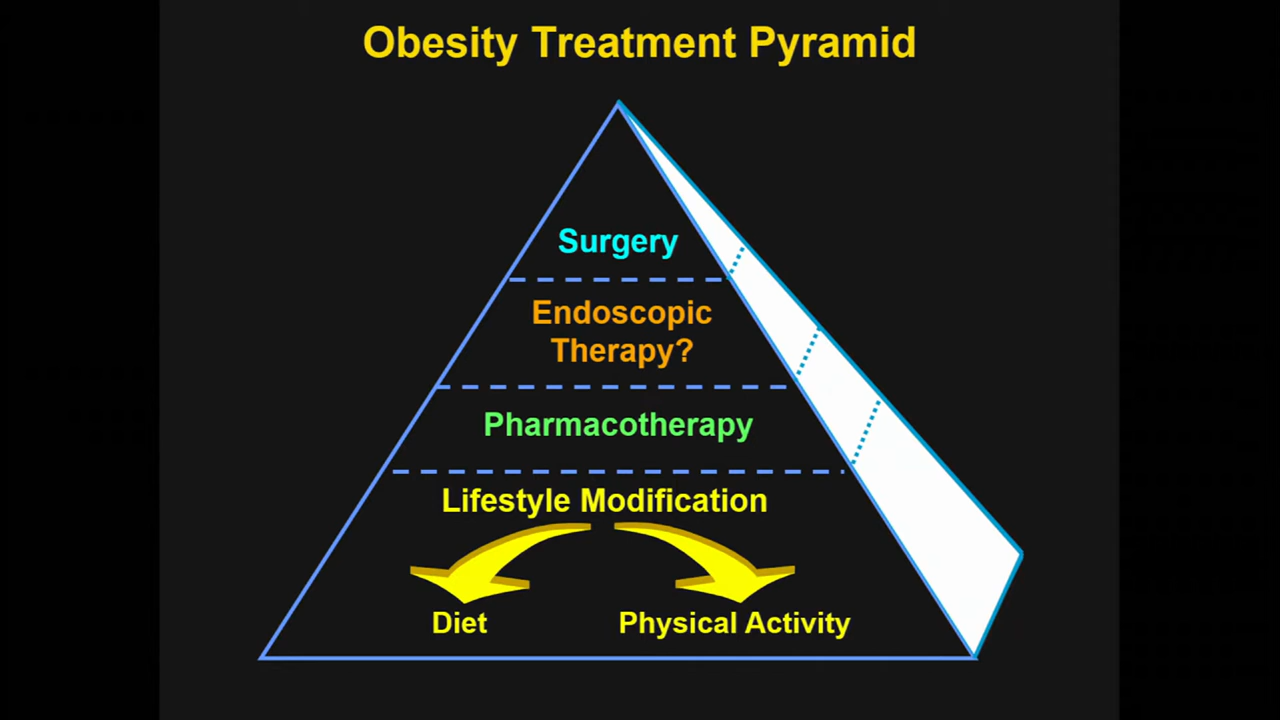 Obesity Treatment Pyramid
Surgery
Endoscopic
Therapy?
Pharmacotherapy
Lifestyle Modification
Diet
Physical Activity